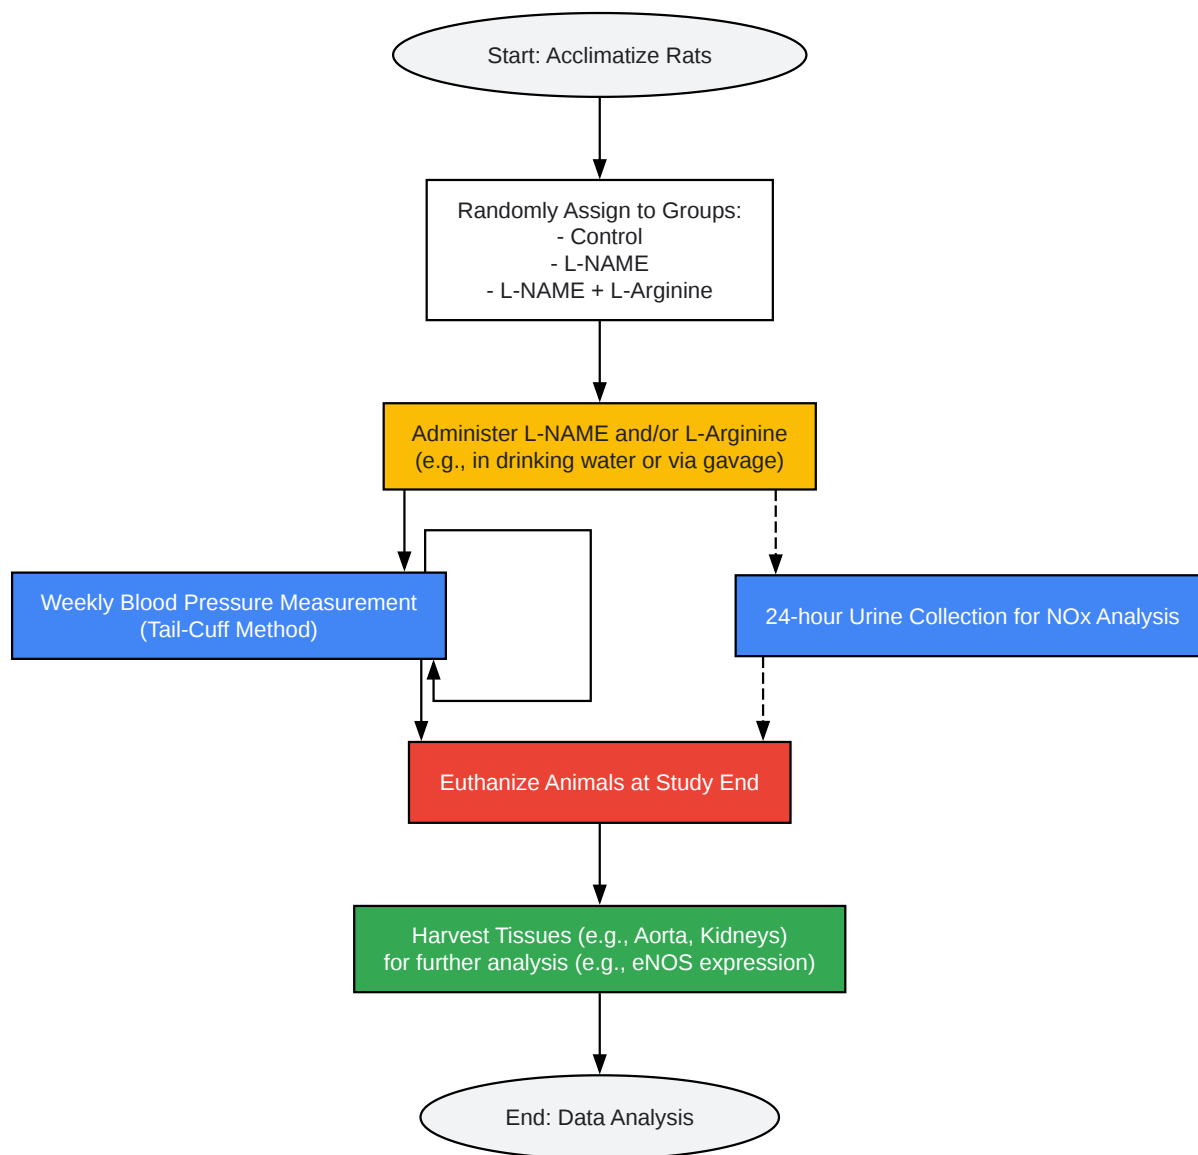 Start: Acclimatize Rats
Randomly Assign to Groups:
- Control
- L-NAME
- L-NAME + L-Arginine
Administer L-NAME and/or L-Arginine
(e.g., in drinking water or via gavage)
Weekly Blood Pressure Measurement
(Tail-Cuff Method)
24-hour Urine Collection for NOx Analysis
Euthanize Animals at Study End
Harvest Tissues (e.g., Aorta, Kidneys)
for further analysis (e.g., eNOS expression)
End: Data Analysis